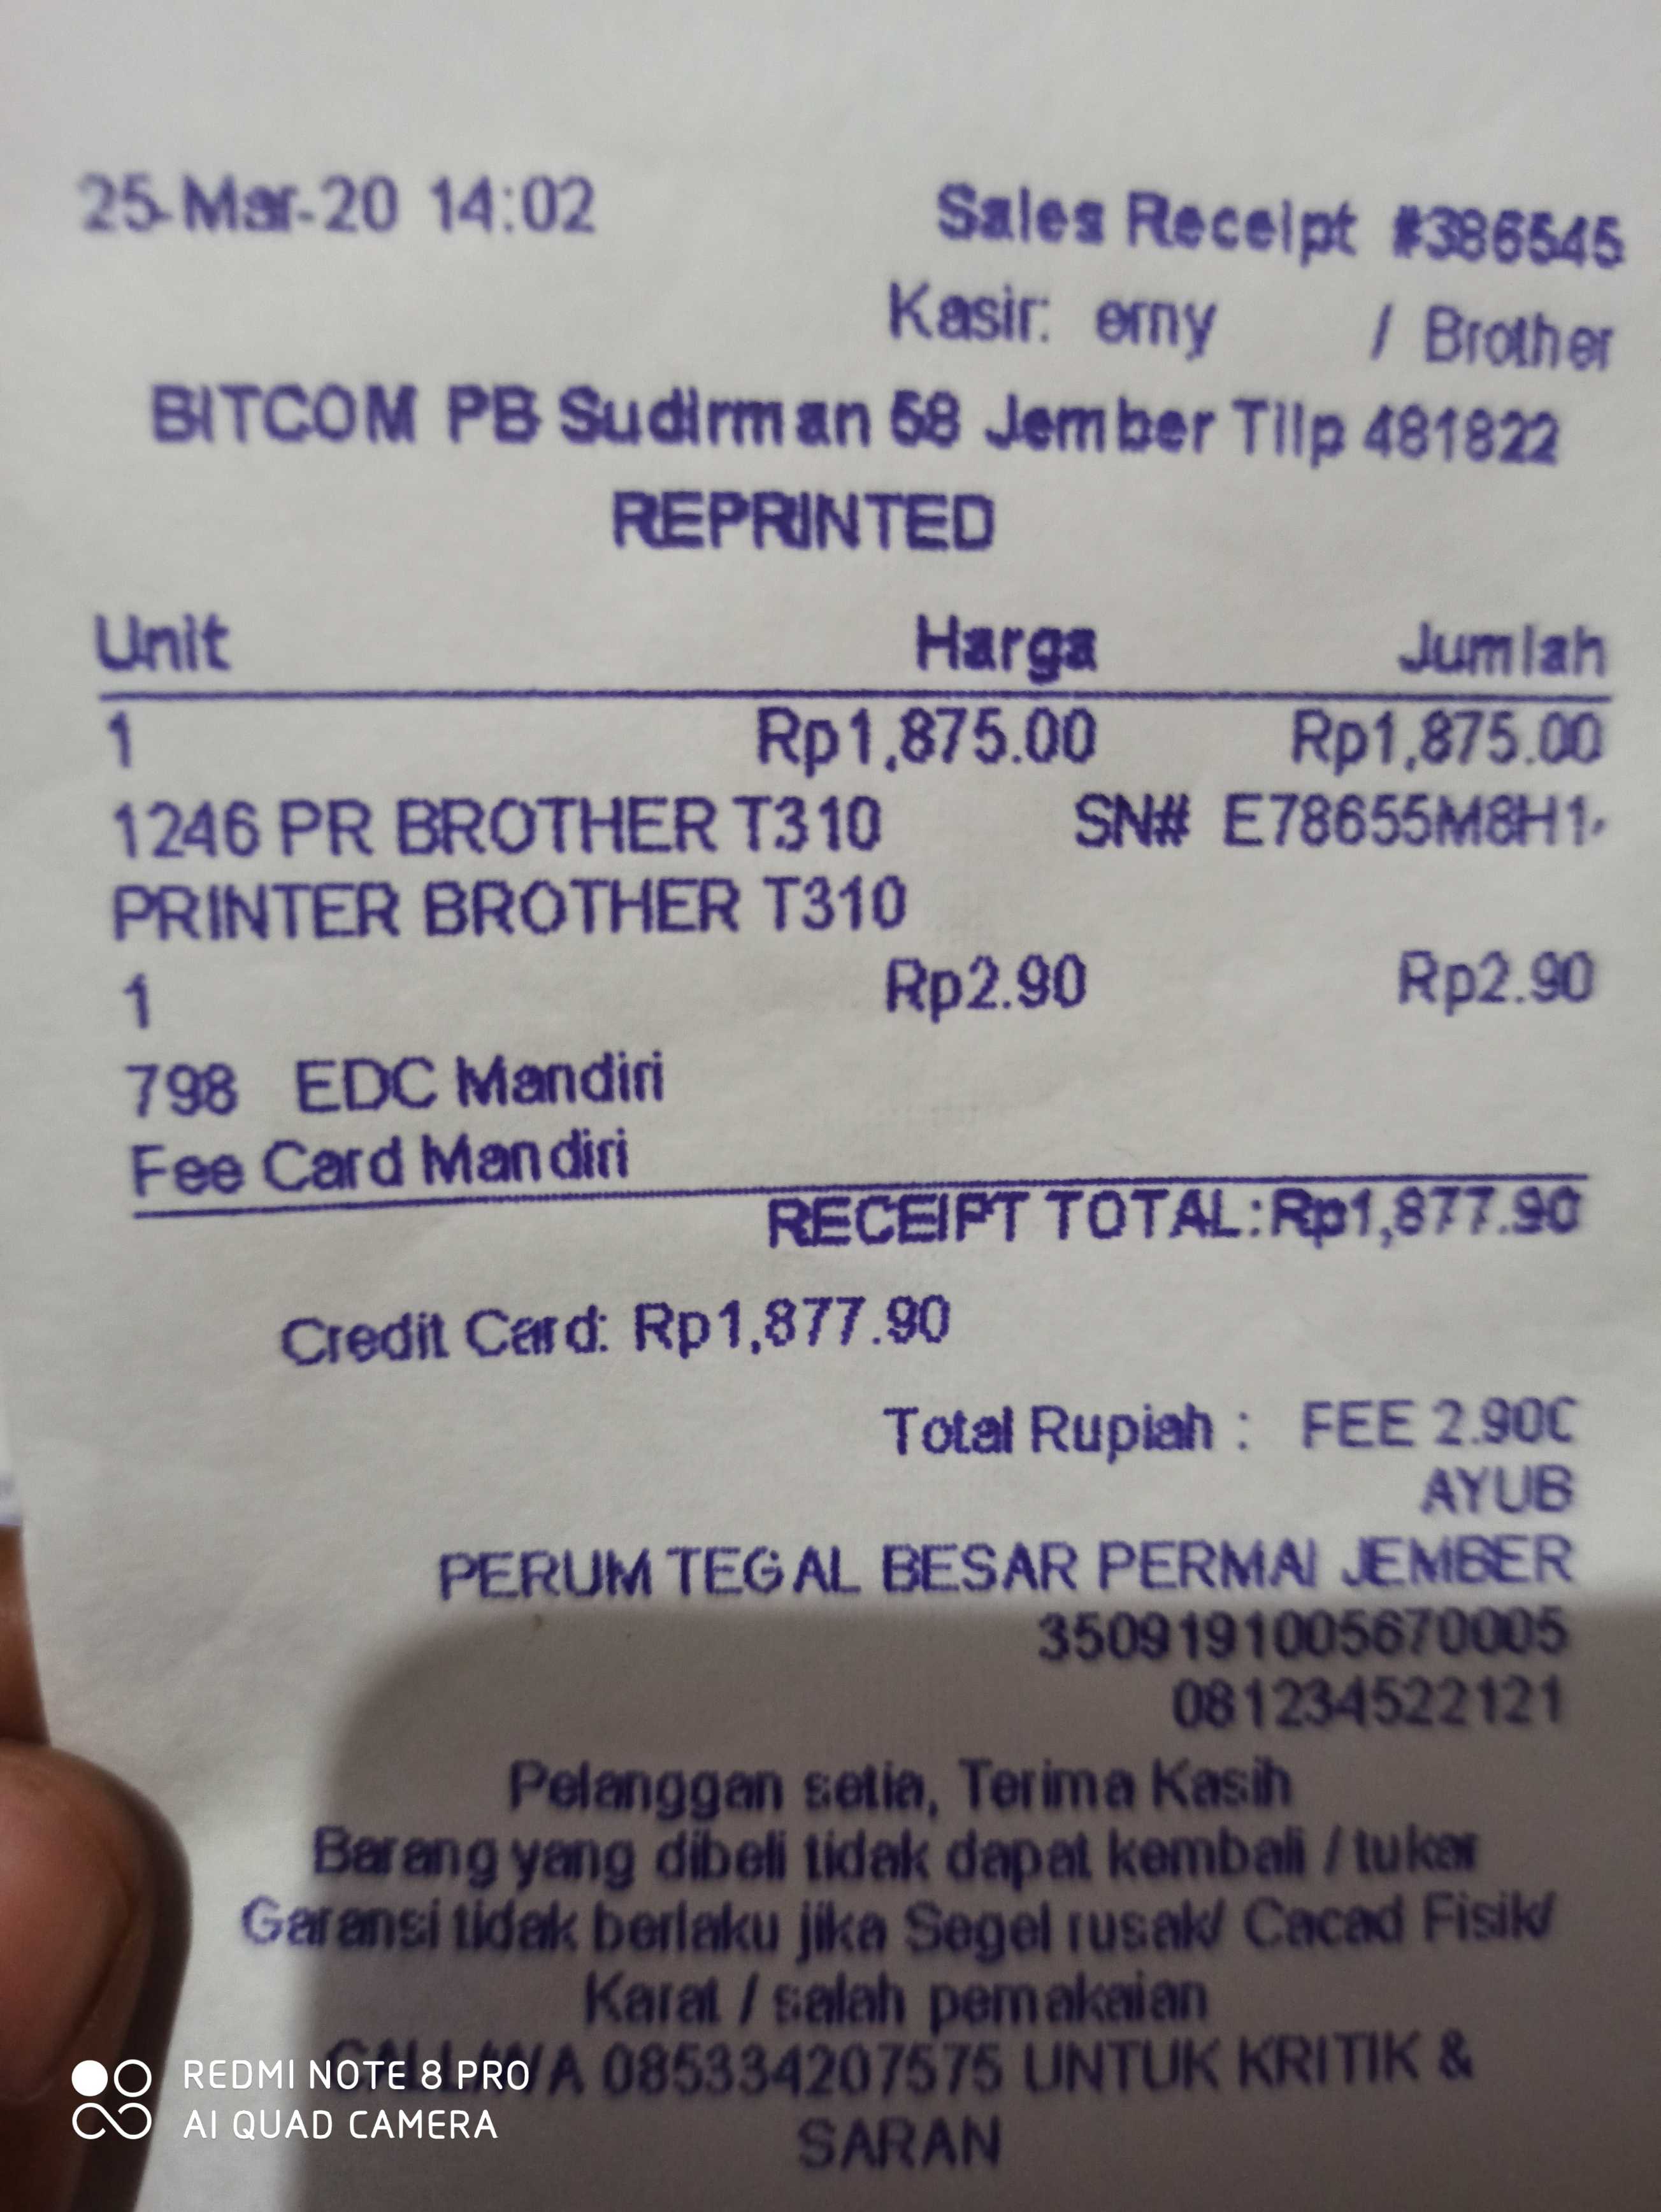 25-Mar-20 14:02 Sales Receipt #386545
Kasir: erny / Brother
BITCOM PB Sudirman 58 Jember Tllp 481822
REPRINTED
Unit Harga Jumlah
1 Rp1,875.00 Rp1,875.00
1246 PR BROTHER T310 SN# E78655M8H1
PRINTER BROTHER T310
1 Rp2.90 Rp2.90
798 EDC Mandiri
Fee Card Mandiri
RECEIPT TOTAL: Rp1,877.90
Credit Card: Rp1,877.90
Total Rupiah : FEE 2.90
AYUB
PERUM TEGAL BESAR PERMAI JEMBER
3509191005670005
081234522121
Pelanggan setia, Terima Kasih
Barang yang dibeli tidak dapat kembali / tukar
Garansi tidak berlaku jika Segel rusak/ Cacad Fisik/
Karat / salah pemakaian
CALL/WA 085334207575 UNTUK KRITIK &
SARAN
REDMI NOTE 8 PRO
AI QUAD CAMERA